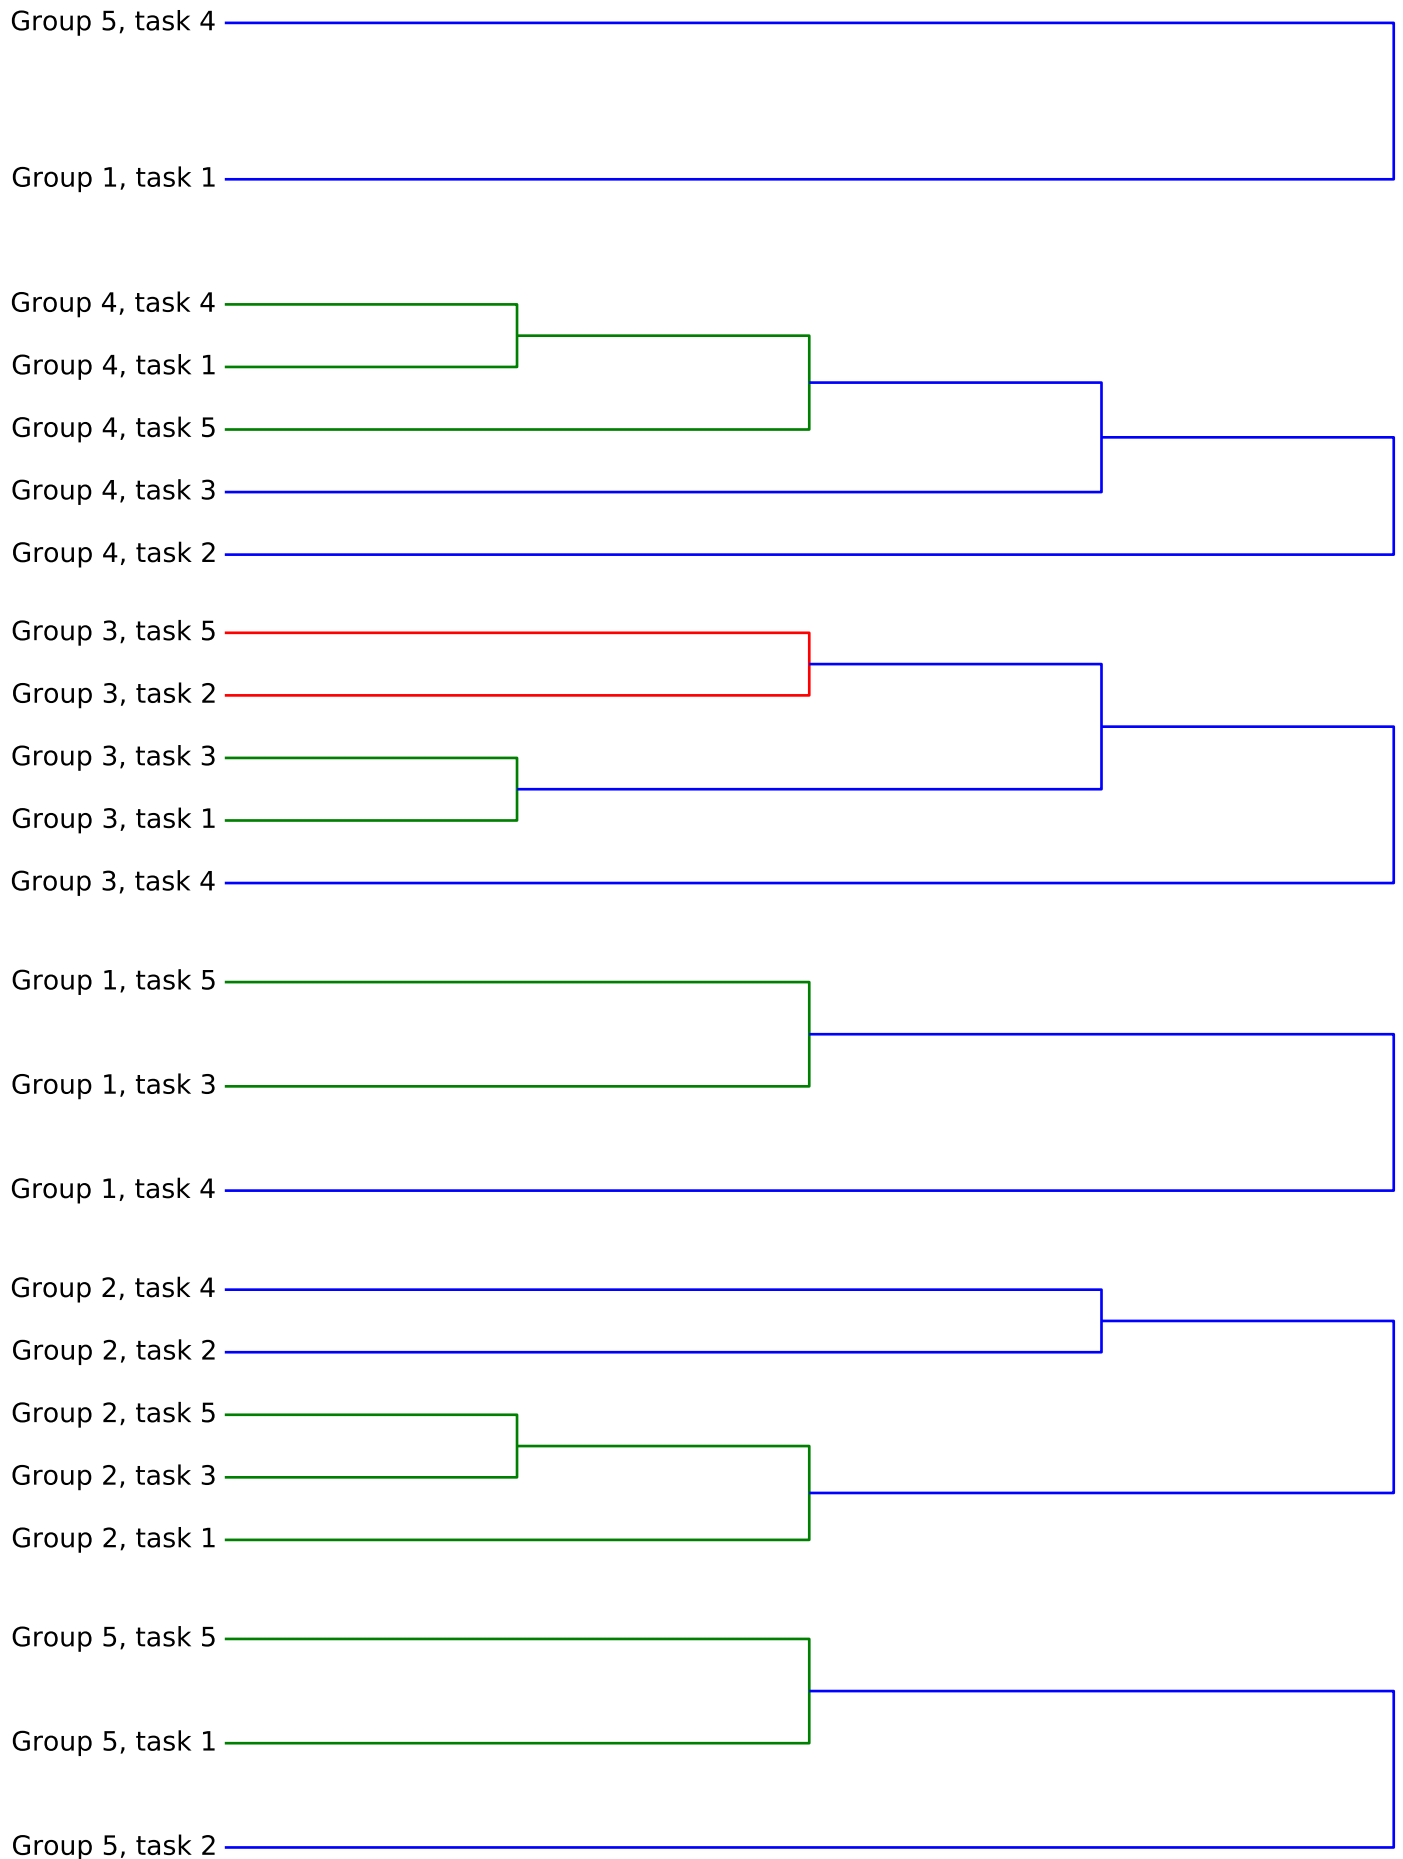 Group 5, task 4
Group 1, task 1
Group 4, task 4
Group 4, task 1
Group 4, task 5
Group 4, task 3
Group 4, task 2
Group 3, task 5
Group 3, task 2
Group 3, task 3
Group 3, task 1
Group 3, task 4
Group 1, task 5
Group 1, task 3
Group 1, task 4
Group 2, task 4
Group 2, task 2
Group 2, task 5
Group 2, task 3
Group 2, task 1
Group 5, task 5
Group 5, task 1
Group 5, task 2